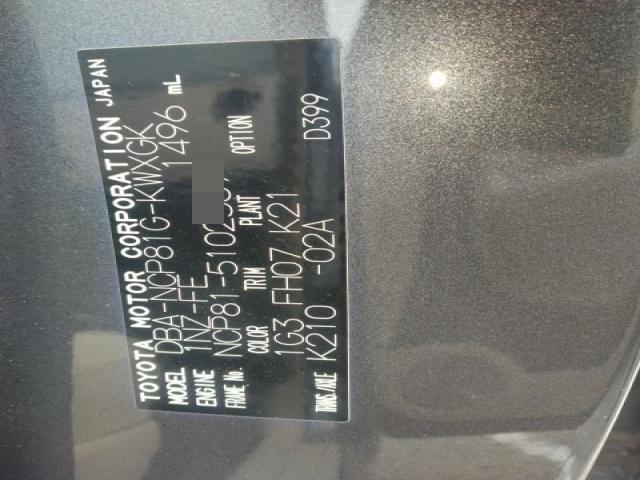 TOYOTA MOTOR CORPORATION JAPAN
MODEL DBA-NCP81G-KWXGK
ENGINE 1NZ-FE 1496 mL
FRAME No. NCP81-5102
COLOR TRIM PLANT OPTION
1G3 FH07 K21
TRANS./AXLE K210 -02A D399